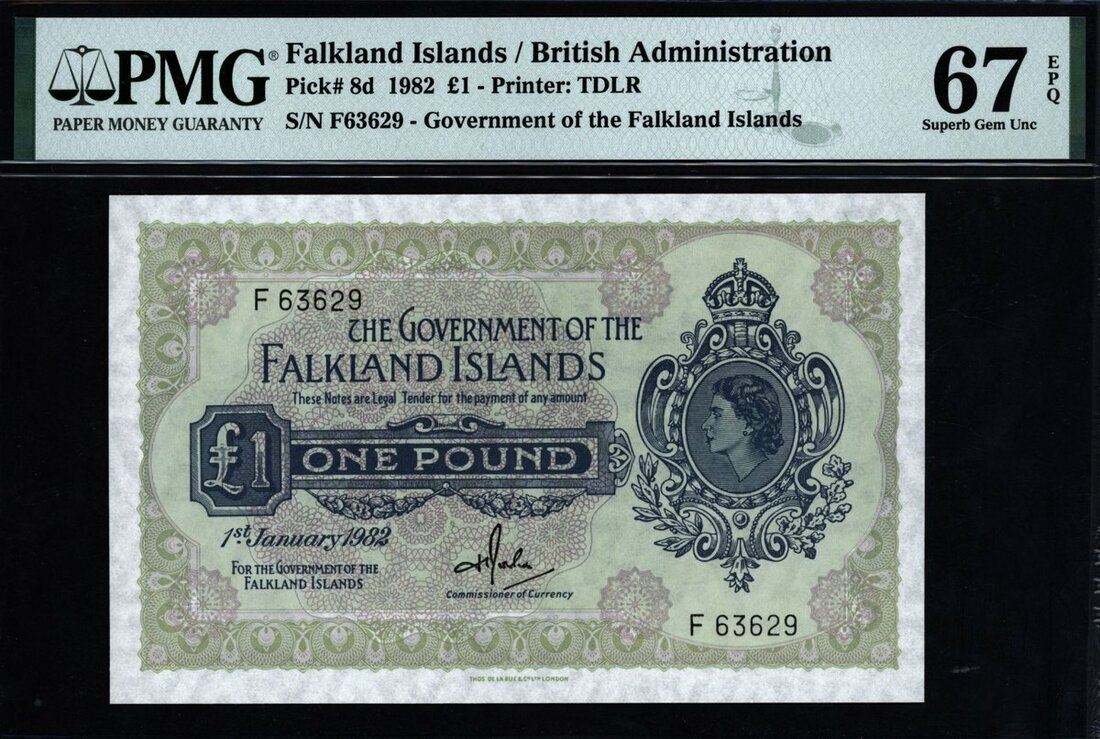 PMG®
PAPER MONEY GUARANTY
Falkland Islands / British Administration
Pick# 8d 1982 £1 - Printer: TDLR
S/N F63629 - Government of the Falkland Islands
67
EPQ
Superb Gem Unc
F 63629
THE GOVERNMENT OF THE
FALKLAND ISLANDS
These Notes are Legal Tender for the payment of any amount
£1
ONE POUND
1st January 1982
FOR THE GOVERNMENT OF THE
FALKLAND ISLANDS
Commissioner of Currency
F 63629
THOS DE LA RUE & CO LTD LONDON